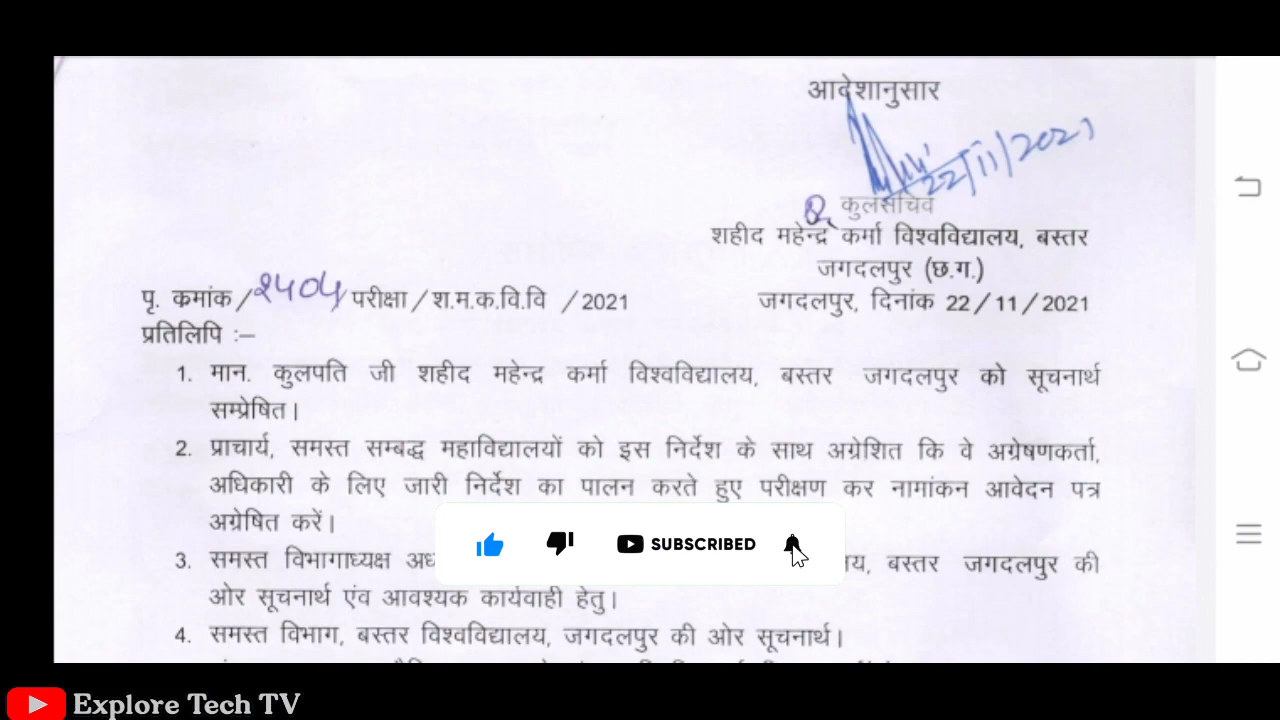 आदेशानुसार
22/11/2021
कुलसचिव
शहीद महेन्द्र कर्मा विश्वविद्यालय, बस्तर
जगदलपुर (छ.ग.)
पृ. कमांक/२५०५/परीक्षा/श.म.क.वि.वि /2021 जगदलपुर, दिनांक 22/11/2021
प्रतिलिपि :–
1. मान. कुलपति जी शहीद महेन्द्र कर्मा विश्वविद्यालय, बस्तर जगदलपुर को सूचनार्थ
सम्प्रेषित।
2. प्राचार्य, समस्त सम्बद्ध महाविद्यालयों को इस निर्देश के साथ अग्रेशित कि वे अग्रेषणकर्ता,
अधिकारी के लिए जारी निर्देश का पालन करते हुए परीक्षण कर नामांकन आवेदन पत्र
अग्रेषित करें।
SUBSCRIBED
3. समस्त विभागाध्यक्ष बस्तर जगदलपुर की
ओर सूचनार्थ एंव आवश्यक कार्यवाही हेतु।
4. समस्त विभाग, बस्तर विश्वविद्यालय, जगदलपुर की ओर सूचनार्थ।
Explore Tech TV